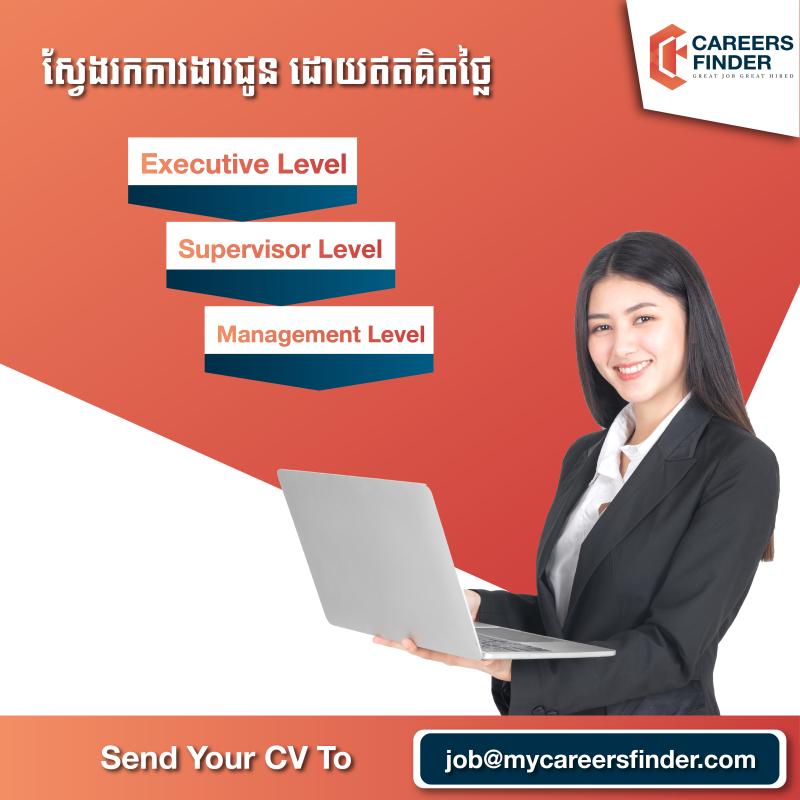 ស្វែងរកការងារជូន ដោយឥតគិតថ្លៃ
CAREERS
FINDER
GREAT JOB GREAT HIRED
Executive Level
Supervisor Level
Management Level
Send Your CV To
job@mycareersfinder.com